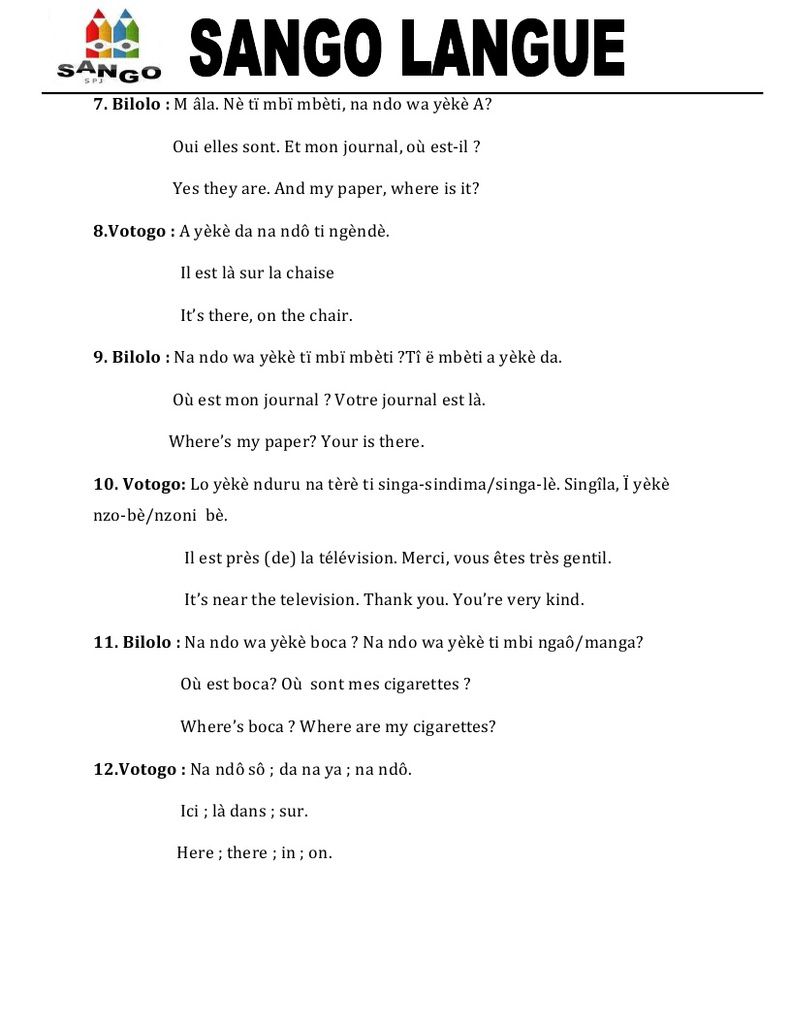 SANGO
SPJ
SANGO LANGUE
7. Bilolo : M âla. Nè tï mbï mbèti, na ndo wa yèkè A?
Oui elles sont. Et mon journal, où est-il ?
Yes they are. And my paper, where is it?
8.Votogo : A yèkè da na ndô ti ngèndè.
Il est là sur la chaise
It’s there, on the chair.
9. Bilolo : Na ndo wa yèkè tï mbï mbèti ?Tî ë mbèti a yèkè da.
Où est mon journal ? Votre journal est là.
Where’s my paper? Your is there.
10. Votogo: Lo yèkè nduru na tèrè ti singa-sindima/singa-lè. Singîla, Ï yèkè
nzo-bè/nzoni bè.
Il est près (de) la télévision. Merci, vous êtes très gentil.
It’s near the television. Thank you. You’re very kind.
11. Bilolo : Na ndo wa yèkè boca ? Na ndo wa yèkè ti mbi ngaô/manga?
Où est boca? Où sont mes cigarettes ?
Where’s boca ? Where are my cigarettes?
12.Votogo : Na ndô sô ; da na ya ; na ndô.
Ici ; là dans ; sur.
Here ; there ; in ; on.